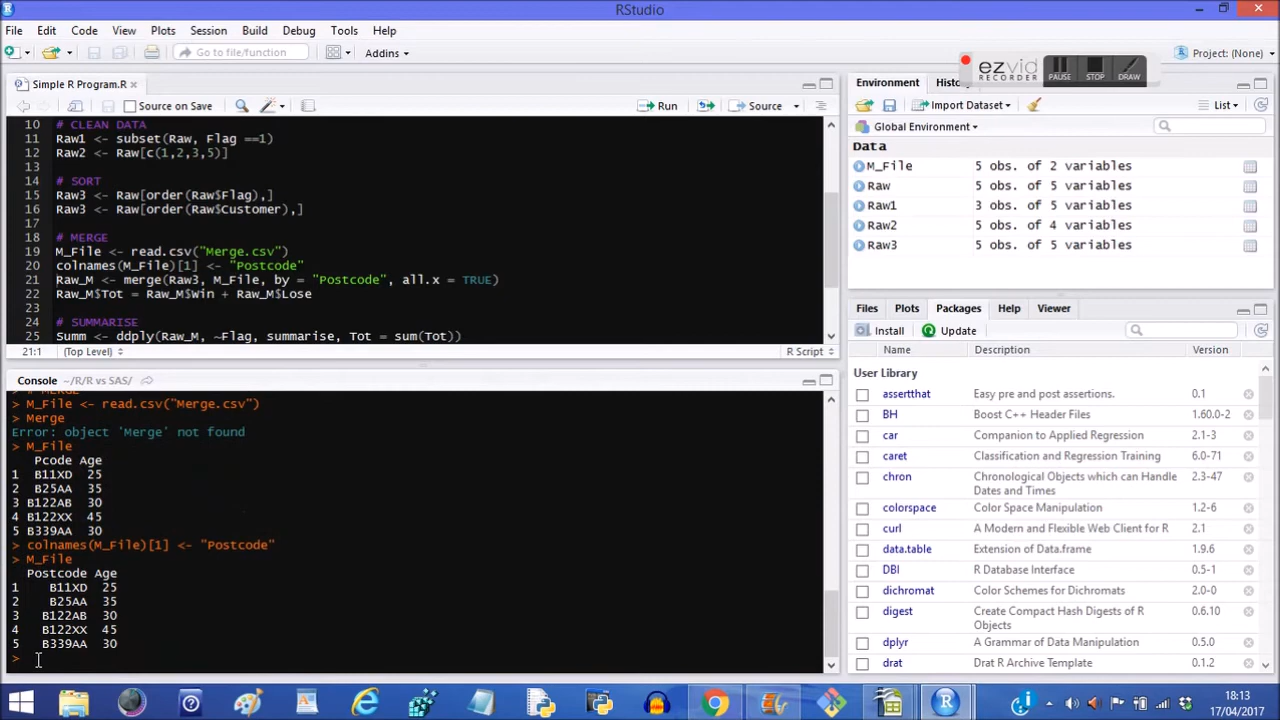 RStudio
File Edit Code View Plots Session Build Debug Tools Help
Go to file/function Addins Project: (None)
ezvid
RECORDER
PAUSE STOP DRAW
Simple R Program.R
Source on Save Run Source
10 # CLEAN DATA
11 Raw1 <- subset(Raw, Flag ==1)
12 Raw2 <- Raw[c(1,2,3,5)]
13
14 # SORT
15 Raw3 <- Raw[order(Raw$Flag),]
16 Raw3 <- Raw[order(Raw$Customer),]
17
18 # MERGE
19 M_File <- read.csv("Merge.csv")
20 colnames(M_File)[1] <- "Postcode"
21 Raw_M <- merge(Raw3, M_File, by = "Postcode", all.x = TRUE)
22 Raw_M$Tot = Raw_M$Win + Raw_M$Lose
23
24 # SUMMARISE
25 Summ <- ddply(Raw_M, ~Flag, summarise, Tot = sum(Tot))
21:1 (Top Level) R Script
Console ~/R/R vs SAS/
> M_File <- read.csv("Merge.csv")
> Merge
Error: object 'Merge' not found
> M_File
Pcode Age
1 B11XD 25
2 B25AA 35
3 B122AB 30
4 B122XX 45
5 B339AA 30
> colnames(M_File)[1] <- "Postcode"
> M_File
Postcode Age
1 B11XD 25
2 B25AA 35
3 B122AB 30
4 B122XX 45
5 B339AA 30
>
Environment
Import Dataset List
Global Environment
Data
M_File 5 obs. of 2 variables
Raw 5 obs. of 5 variables
Raw1 3 obs. of 5 variables
Raw2 5 obs. of 4 variables
Raw3 5 obs. of 5 variables
Files Plots Packages Help Viewer
Install Update
Name Description Version
User Library
assertthat Easy pre and post assertions. 0.1
BH Boost C++ Header Files 1.60.0-2
car Companion to Applied Regression 2.1-3
caret Classification and Regression Training 6.0-71
chron Chronological Objects which can Handle Dates and Times 2.3-47
colorspace Color Space Manipulation 1.2-6
curl A Modern and Flexible Web Client for R 2.1
data.table Extension of Data.frame 1.9.6
DBI R Database Interface 0.5-1
dichromat Color Schemes for Dichromats 2.0-0
digest Create Compact Hash Digests of R Objects 0.6.10
dplyr A Grammar of Data Manipulation 0.5.0
drat Drat R Archive Template 0.1.2
18:13
17/04/2017